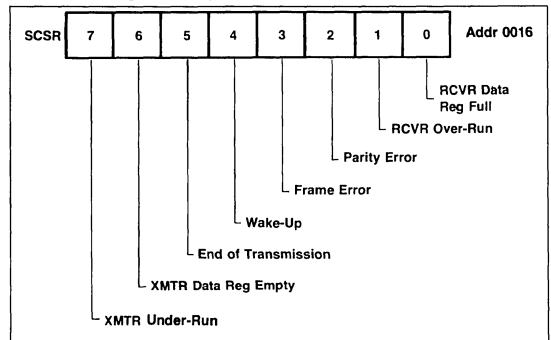 SCSR 7 6 5 4 3 2 1 0 Addr 0016
RCVR Data
Reg Full
RCVR Over-Run
Parity Error
Frame Error
Wake-Up
End of Transmission
XMTR Data Reg Empty
XMTR Under-Run